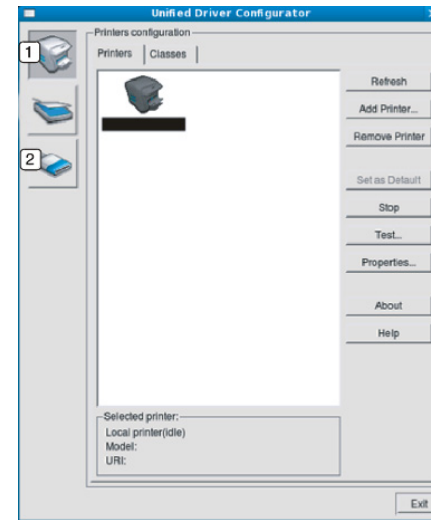 Unified Driver Configurator
1
2
Printers configuration
Printers Classes
Refresh
Add Printer...
Remove Printer
Set as Default
Stop
Test...
Properties...
About
Help
Selected printer:
Local printer(idle)
Model:
URI:
Exit